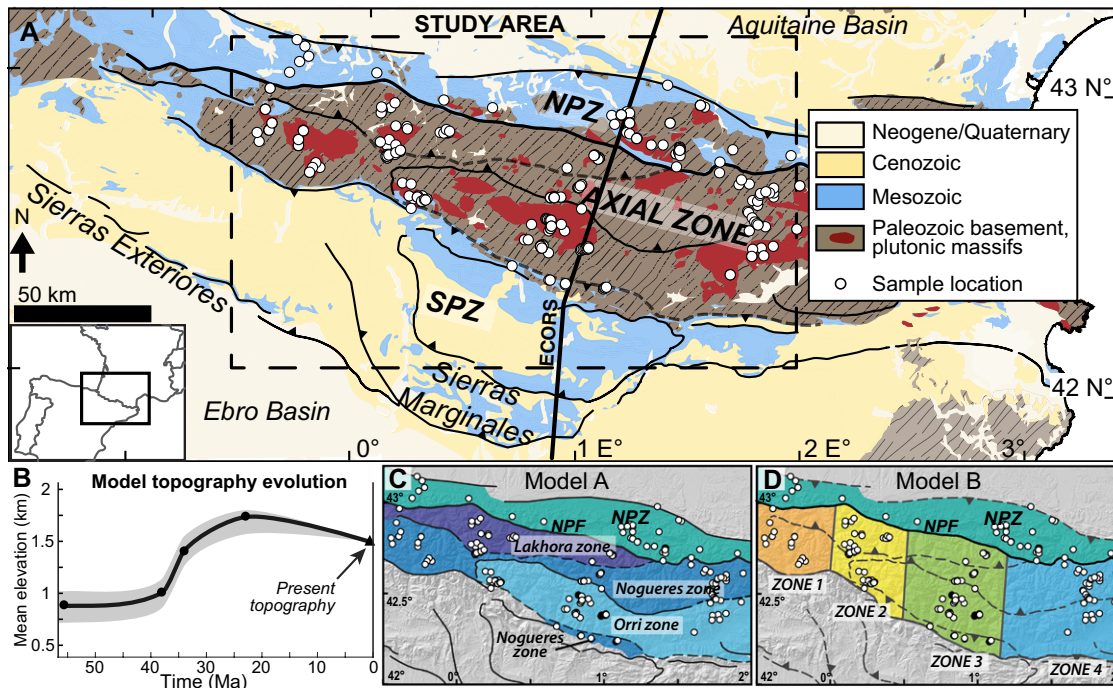 A
STUDY AREA
Aquitaine Basin
43 N°
NPZ
Neogene/Quaternary
Cenozoic
Mesozoic
Paleozoic basement,
plutonic massifs
Sample location
AXIAL ZONE
N
Sierras Exteriores
50 km
SPZ
ECORS
Sierras
Marginales
42 N°
Ebro Basin
0°
1 E°
2 E°
3°
B
Model topography evolution
Mean elevation (km)
2
1.5
1
0.5
Present
topography
50
40
30
20
10
0
Time (Ma)
C
Model A
43°
NPF
NPZ
Lakhora zone
Nogueres zone
42.5°
Orri zone
Nogueres
zone
42°
0°
1°
2°
D
Model B
43°
NPF
NPZ
ZONE 1
42.5°
ZONE 2
ZONE 3
ZONE 4
42°
0°
1°